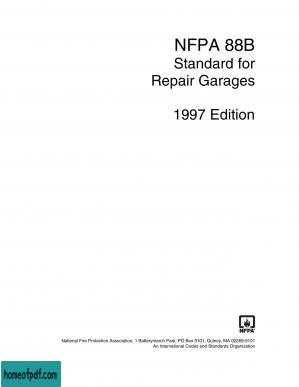 NFPA 88B
Standard for
Repair Garages
1997 Edition
NFPA
National Fire Protection Association, 1 Batterymarch Park, PO Box 9101, Quincy, MA 02269-9101
An International Codes and Standards Organization
homeofpdf.com